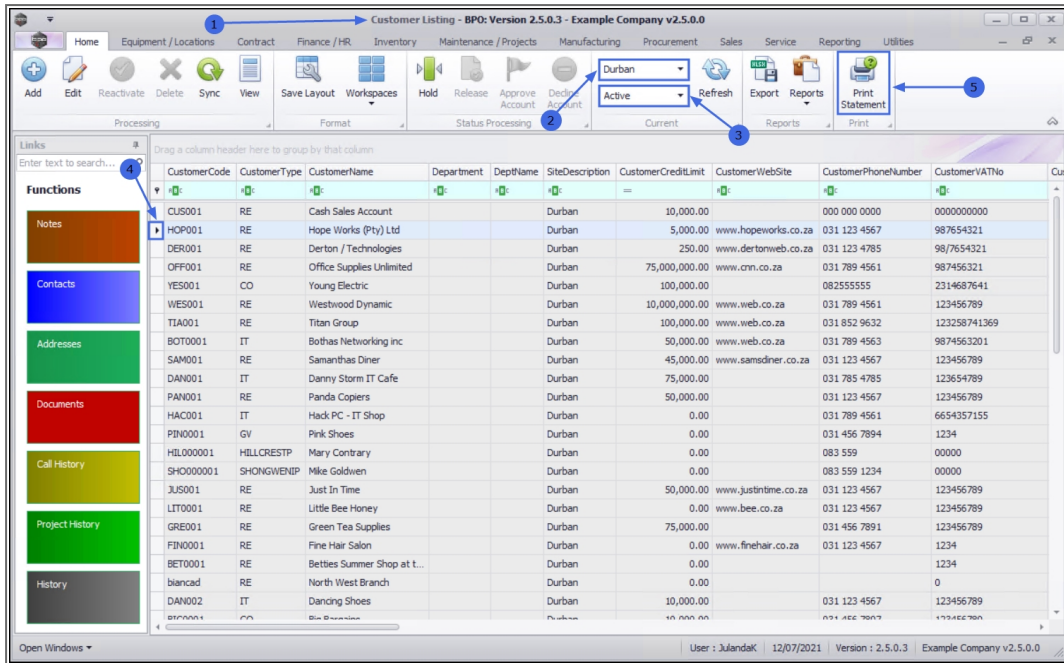 Customer Listing - BPO: Version 2.5.0.3 - Example Company v2.5.0.0
1
Home Equipment / Locations Contract Finance / HR Inventory Maintenance / Projects Manufacturing Procurement Sales Service Reporting Utilities
Add Edit Reactivate Delete Sync View Save Layout Workspaces Hold Release Approve Account Decline Account Durban Active Refresh Export Reports Print Statement
2 3 5
Processing Format Status Processing Current Reports Print
Links
Enter text to search...
4
Functions
Notes
Contacts
Addresses
Documents
Call History
Project History
History
Drag a column header here to group by that column
CustomerCode CustomerType CustomerName Department DeptName SiteDescription CustomerCreditLimit CustomerWebSite CustomerPhoneNumber CustomerVATNo Cus
CUS001 RE Cash Sales Account Durban 10,000.00 000 000 0000 0000000000
HOP001 RE Hope Works (Pty) Ltd Durban 5,000.00 www.hopeworks.co.za 031 123 4567 987654321
DER001 RE Derton / Technologies Durban 250.00 www.dertonweb.co.za 031 123 4785 98/7654321
OFF001 RE Office Supplies Unlimited Durban 75,000,000.00 www.cnn.co.za 031 789 4561 987456321
YES001 CO Young Electric Durban 100,000.00 082555555 2314687641
WES001 RE Westwood Dynamic Durban 10,000,000.00 www.web.co.za 031 789 4561 123456789
TIA001 RE Titan Group Durban 100,000.00 www.web.co.za 031 852 9632 123258741369
BOT0001 IT Bothas Networking inc Durban 50,000.00 www.web.co.za 031 789 4563 9874563201
SAM001 RE Samanthas Diner Durban 45,000.00 www.samsdiner.co.za 031 123 4567 123456789
DAN001 IT Danny Storm IT Cafe Durban 75,000.00 031 785 4785 123654789
PAN001 RE Panda Copiers Durban 50,000.00 031 123 4567 123456789
HAC001 IT Hack PC - IT Shop Durban 0.00 031 789 4561 6654357155
PIN0001 GV Pink Shoes Durban 0.00 031 456 7894 1234
HIL000001 HILLCRESTP Mary Contrary Durban 0.00 083 559 00000
SHO000001 SHONGWENIP Mike Goldwen Durban 0.00 083 559 1234 00000
JUS001 RE Just In Time Durban 50,000.00 www.justintime.co.za 031 123 4567 123456789
LIT0001 RE Little Bee Honey Durban 0.00 www.bee.co.za 031 123 4567 123456789
GRE001 RE Green Tea Supplies Durban 75,000.00 031 456 7891 123456789
FIN0001 RE Fine Hair Salon Durban 0.00 www.finehair.co.za 031 123 4567 1234
BET0001 RE Betties Summer Shop at t... Durban 0.00 1234
biancad RE North West Branch Durban 0.00 0
DAN002 IT Dancing Shoes Durban 10,000.00 031 123 4567 123456789
BIG0001 CO Big Bargains Durban 10,000.00 031 456 7897 123456789
Open Windows User : JulandaK 12/07/2021 Version : 2.5.0.3 Example Company v2.5.0.0